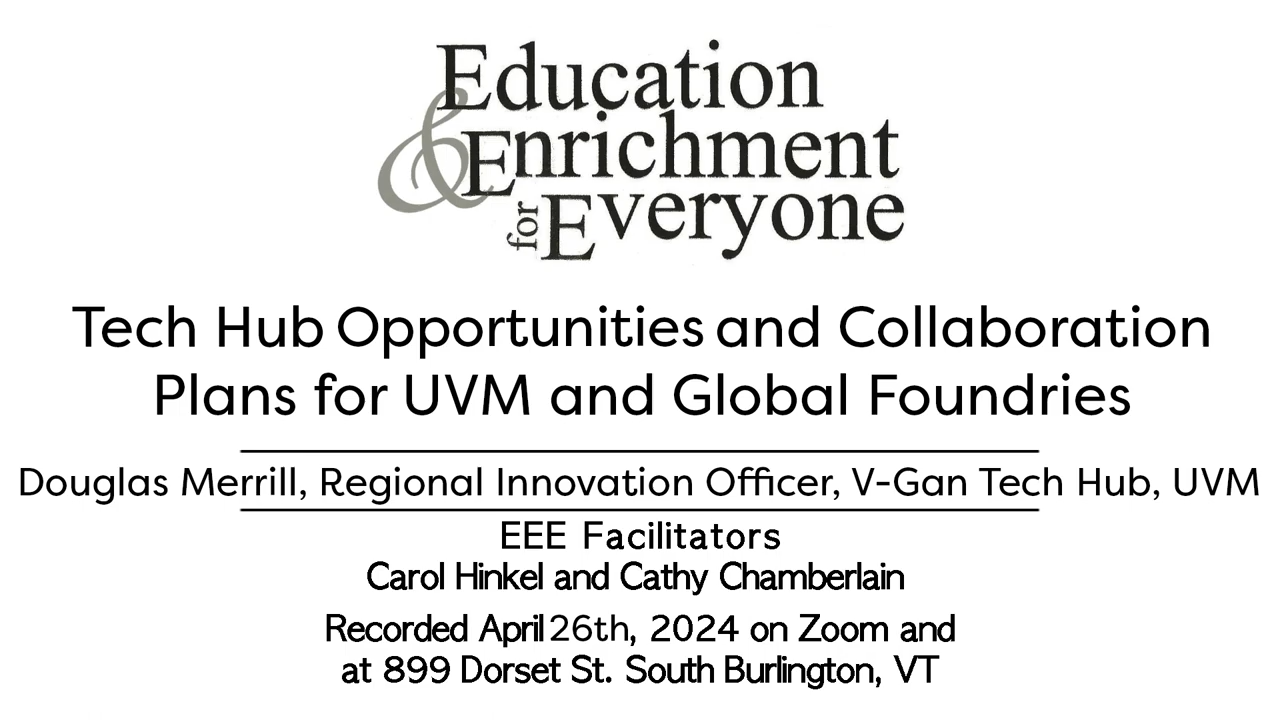 Education
& Enrichment
for Everyone
Tech Hub Opportunities and Collaboration
Plans for UVM and Global Foundries
Douglas Merrill, Regional Innovation Officer, V-Gan Tech Hub, UVM
EEE Facilitators
Carol Hinkel and Cathy Chamberlain
Recorded April 26th, 2024 on Zoom and
at 899 Dorset St. South Burlington, VT